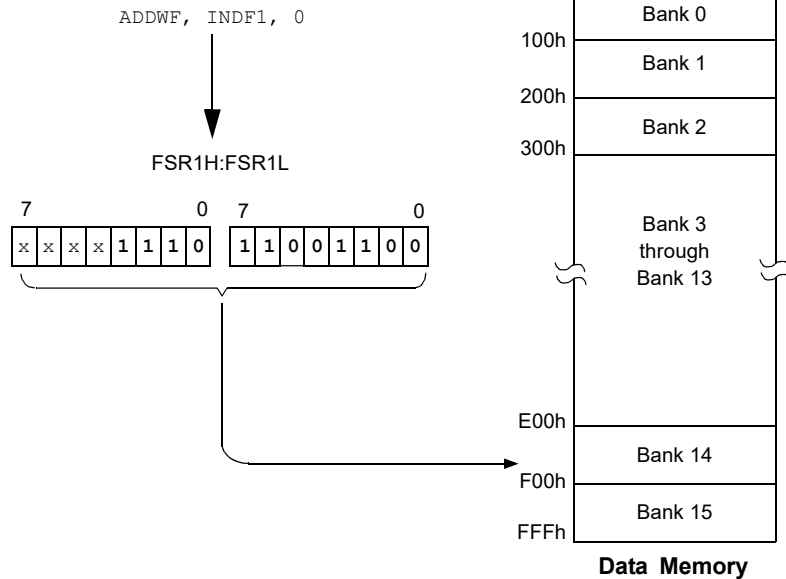 ADDWF, INDF1, 0
FSR1H:FSR1L
7 0 7 0
x x x x 1 1 1 0 1 1 0 0 1 1 0 0
Bank 0
100h
Bank 1
200h
Bank 2
300h
Bank 3
through
Bank 13
E00h
Bank 14
F00h
Bank 15
FFFh
Data Memory